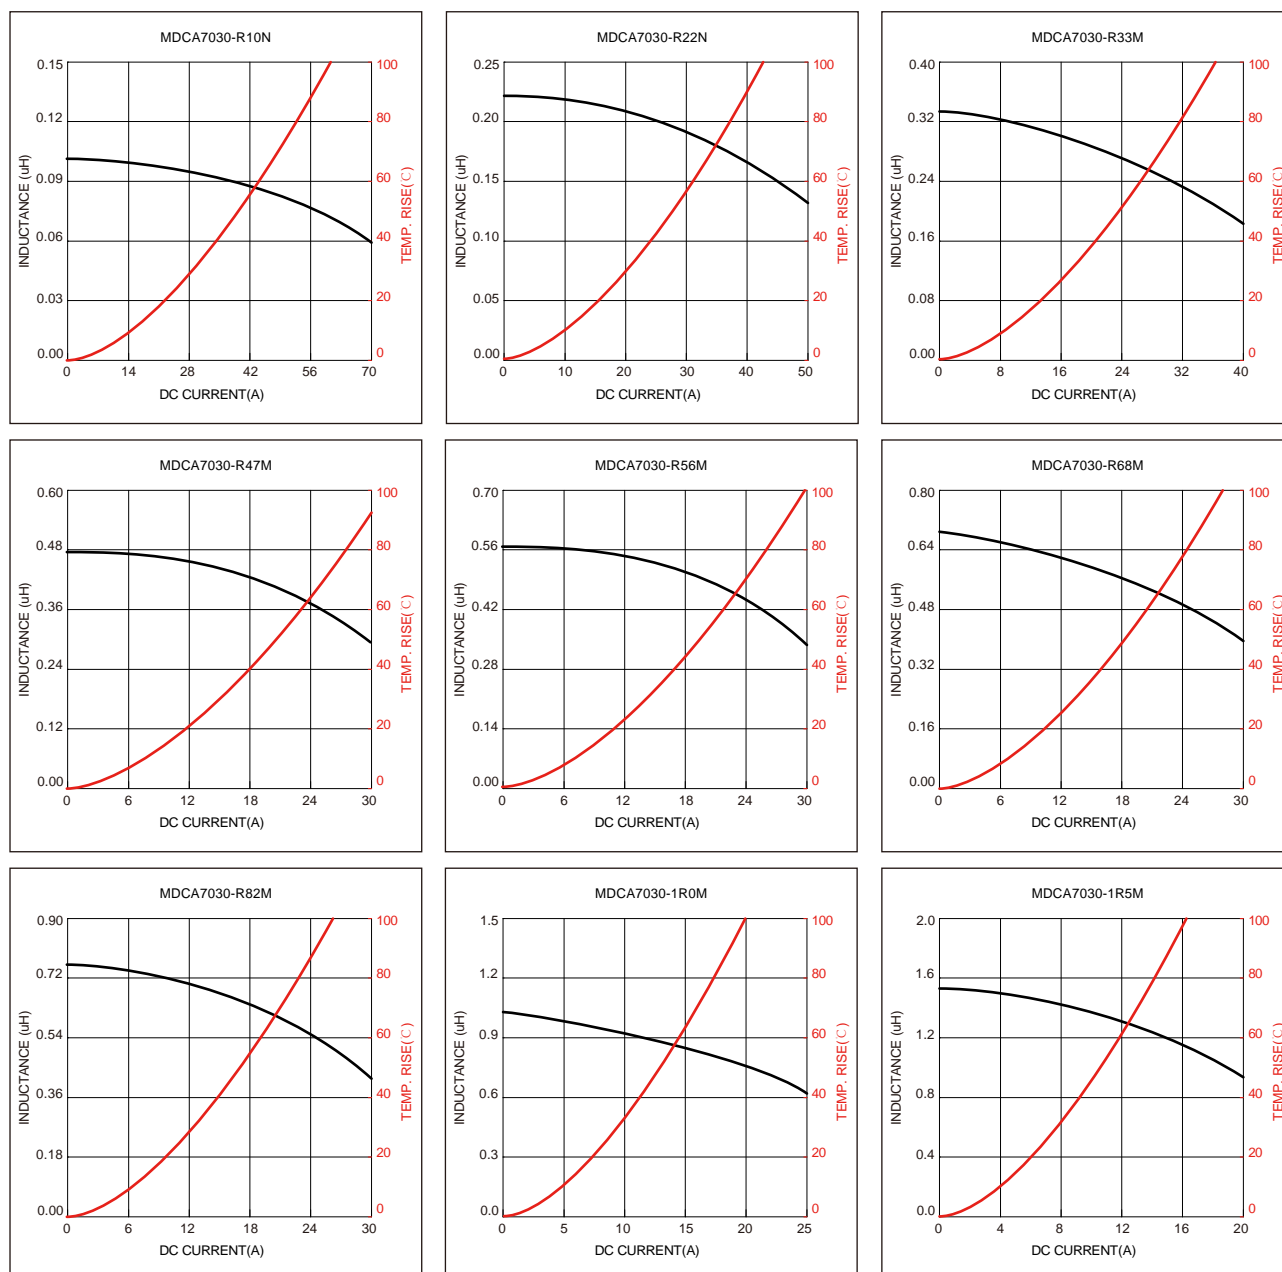 MDCA7030-R10N
INDUCTANCE (uH)
0.15
0.12
0.09
0.06
0.03
0.00
0 14 28 42 56 70
DC CURRENT(A)
100
80
60
40
20
0
TEMP. RISE(℃)
MDCA7030-R22N
INDUCTANCE (uH)
0.25
0.20
0.15
0.10
0.05
0.00
0 10 20 30 40 50
DC CURRENT(A)
100
80
60
40
20
0
TEMP. RISE(℃)
MDCA7030-R33M
INDUCTANCE (uH)
0.40
0.32
0.24
0.16
0.08
0.00
0 8 16 24 32 40
DC CURRENT(A)
100
80
60
40
20
0
TEMP. RISE(℃)
MDCA7030-R47M
INDUCTANCE (uH)
0.60
0.48
0.36
0.24
0.12
0.00
0 6 12 18 24 30
DC CURRENT(A)
100
80
60
40
20
0
TEMP. RISE(℃)
MDCA7030-R56M
INDUCTANCE (uH)
0.70
0.56
0.42
0.28
0.14
0.00
0 6 12 18 24 30
DC CURRENT(A)
100
80
60
40
20
0
TEMP. RISE(℃)
MDCA7030-R68M
INDUCTANCE (uH)
0.80
0.64
0.48
0.32
0.16
0.00
0 6 12 18 24 30
DC CURRENT(A)
100
80
60
40
20
0
TEMP. RISE(℃)
MDCA7030-R82M
INDUCTANCE (uH)
0.90
0.72
0.54
0.36
0.18
0.00
0 6 12 18 24 30
DC CURRENT(A)
100
80
60
40
20
0
TEMP. RISE(℃)
MDCA7030-1R0M
INDUCTANCE (uH)
1.5
1.2
0.9
0.6
0.3
0.00
0 5 10 15 20 25
DC CURRENT(A)
100
80
60
40
20
0
TEMP. RISE(℃)
MDCA7030-1R5M
INDUCTANCE (uH)
2.0
1.6
1.2
0.8
0.4
0.00
0 4 8 12 16 20
DC CURRENT(A)
100
80
60
40
20
0
TEMP. RISE(℃)